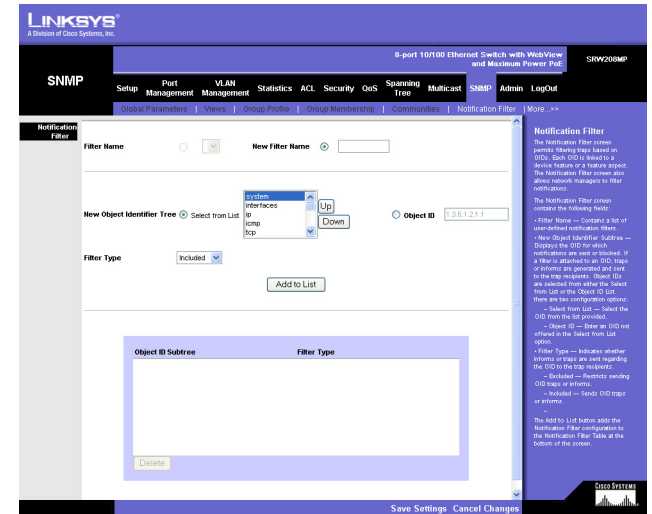 LINKSYS®
A Division of Cisco Systems, Inc.
8-port 10/100 Ethernet Switch with WebView and Maximum Power PoE
SRW208MP
SNMP
Setup Port Management VLAN Management Statistics ACL Security QoS Spanning Tree Multicast SNMP Admin LogOut
Global Parameters | Views | Group Profile | Group Membership | Communities | Notification Filter | More...>>
Notification Filter
Filter Name
New Filter Name
New Object Identifier Tree
Select from List
system
interfaces
ip
icmp
tcp
Up
Down
Object ID
1.3.6.1.2.1.1
Filter Type
Included
Add to List
Object ID Subtree
Filter Type
Delete
Notification Filter
The Notification Filter screen
permits filtering traps based on
OIDs. Each OID is linked to a
device feature or a feature aspect.
The Notification Filter screen also
allows network managers to filter
notifications.
The Notification Filter screen
contains the following fields:
• Filter Name — Contains a list of
user-defined notification filters.
• New Object Identifier Subtree —
Displays the OID for which
notifications are sent or blocked. If
a filter is attached to an OID, traps
or informs are generated and sent
to the trap recipients. Object IDs
are selected from either the Select
from List or the Object ID List.
there are two configuration options:
– Select from List — Select the
OID from the list provided.
– Object ID — Enter an OID not
offered in the Select from List
option.
• Filter Type — Indicates whether
informs or traps are sent regarding
the OID to the trap recipients.
– Excluded — Restricts sending
OID traps or informs.
– Included — Sends OID traps
or informs.
–
The Add to List button adds the
Notification Filter configuration to
the Notification Filter Table at the
bottom of the screen.
CISCO SYSTEMS
Save Settings Cancel Changes